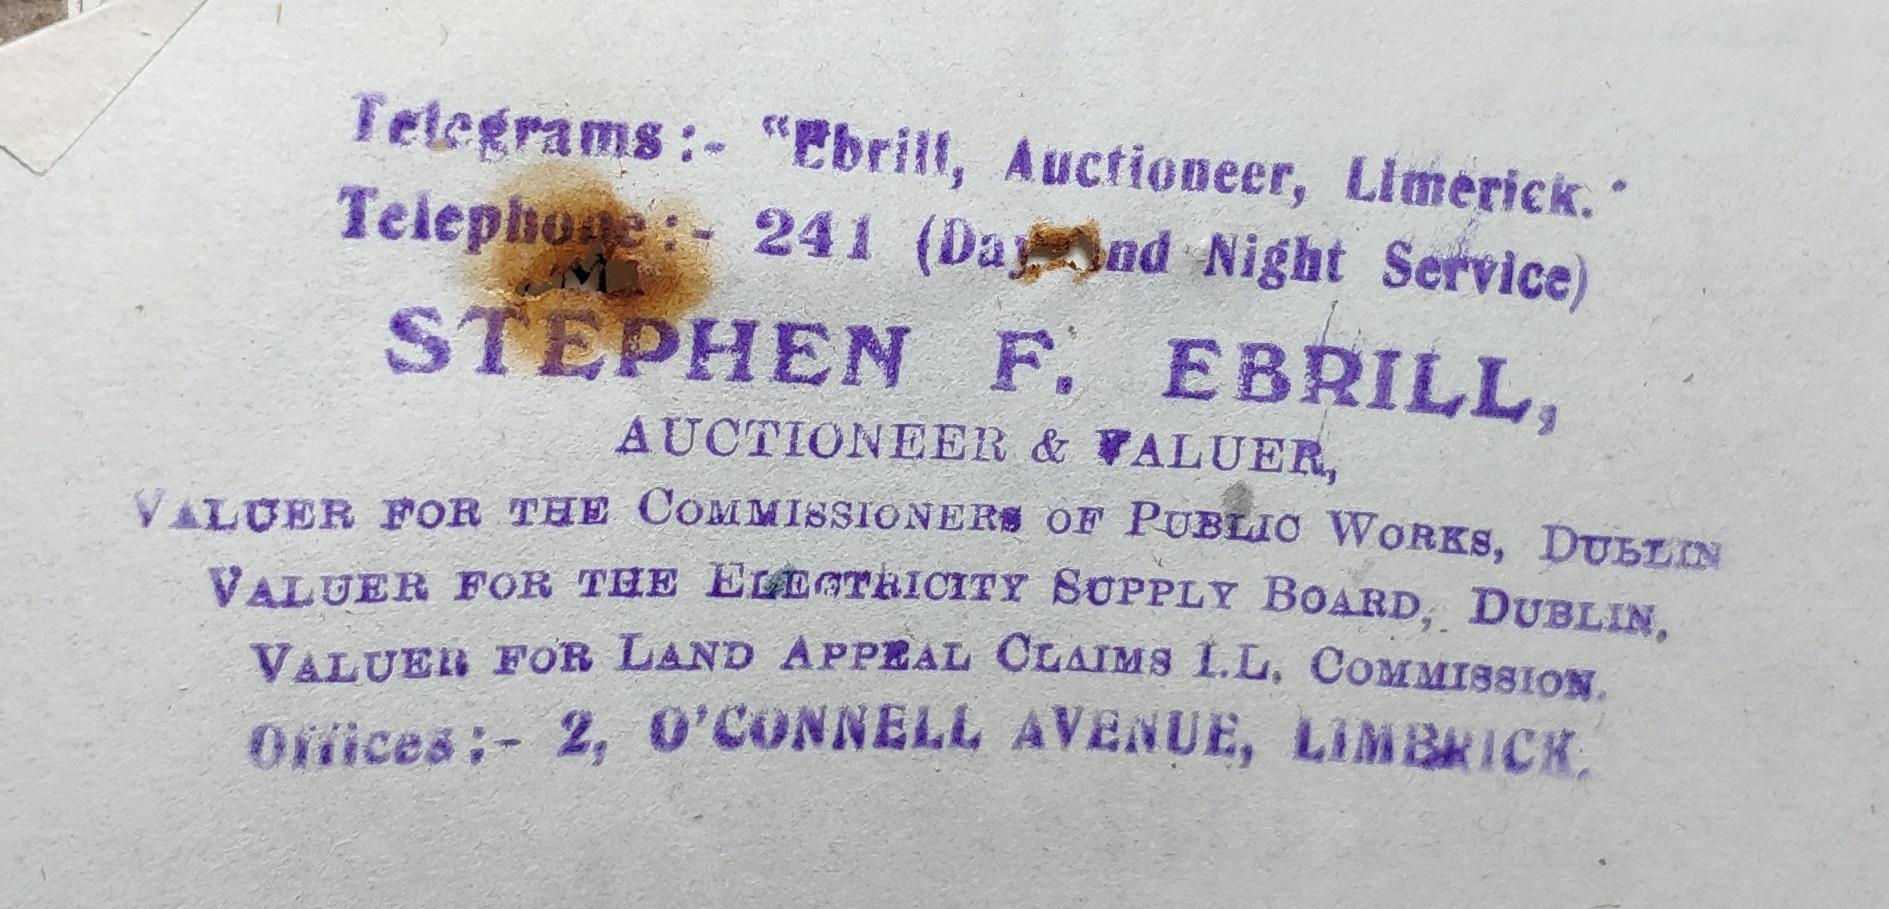 Telegrams:- "Ebrill, Auctioneer, Limerick."
Telephone:- 241 (Day and Night Service)
STEPHEN F. EBRILL,
AUCTIONEER & VALUER,
VALUER FOR THE COMMISSIONERS OF PUBLIC WORKS, DUBLIN
VALUER FOR THE ELECTRICITY SUPPLY BOARD, DUBLIN.
VALUER FOR LAND APPEAL CLAIMS I.L. COMMISSION.
Offices:- 2, O'CONNELL AVENUE, LIMERICK.